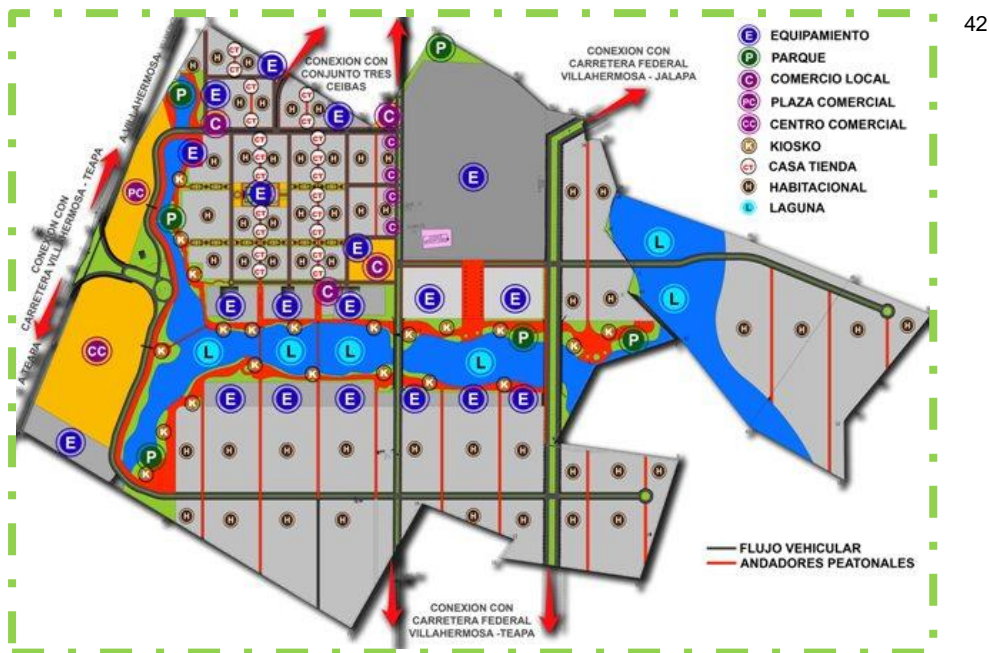 42
EQUIPAMIENTO
PARQUE
COMERCIO LOCAL
PLAZA COMERCIAL
CENTRO COMERCIAL
KIOSKO
CASA TIENDA
HABITACIONAL
LAGUNA
CONEXION CON
CONJUNTO TRES
CEIBAS
CONEXION CON
CARRETERA FEDERAL
VILLAHERMOSA - JALAPA
A VILLAHERMOSA
CONEXION CON
CARRETERA VILLAHERMOSA - TEAPA
A TEAPA
FLUJO VEHICULAR
ANDADORES PEATONALES
CONEXION CON
CARRETERA FEDERAL
VILLAHERMOSA -TEAPA